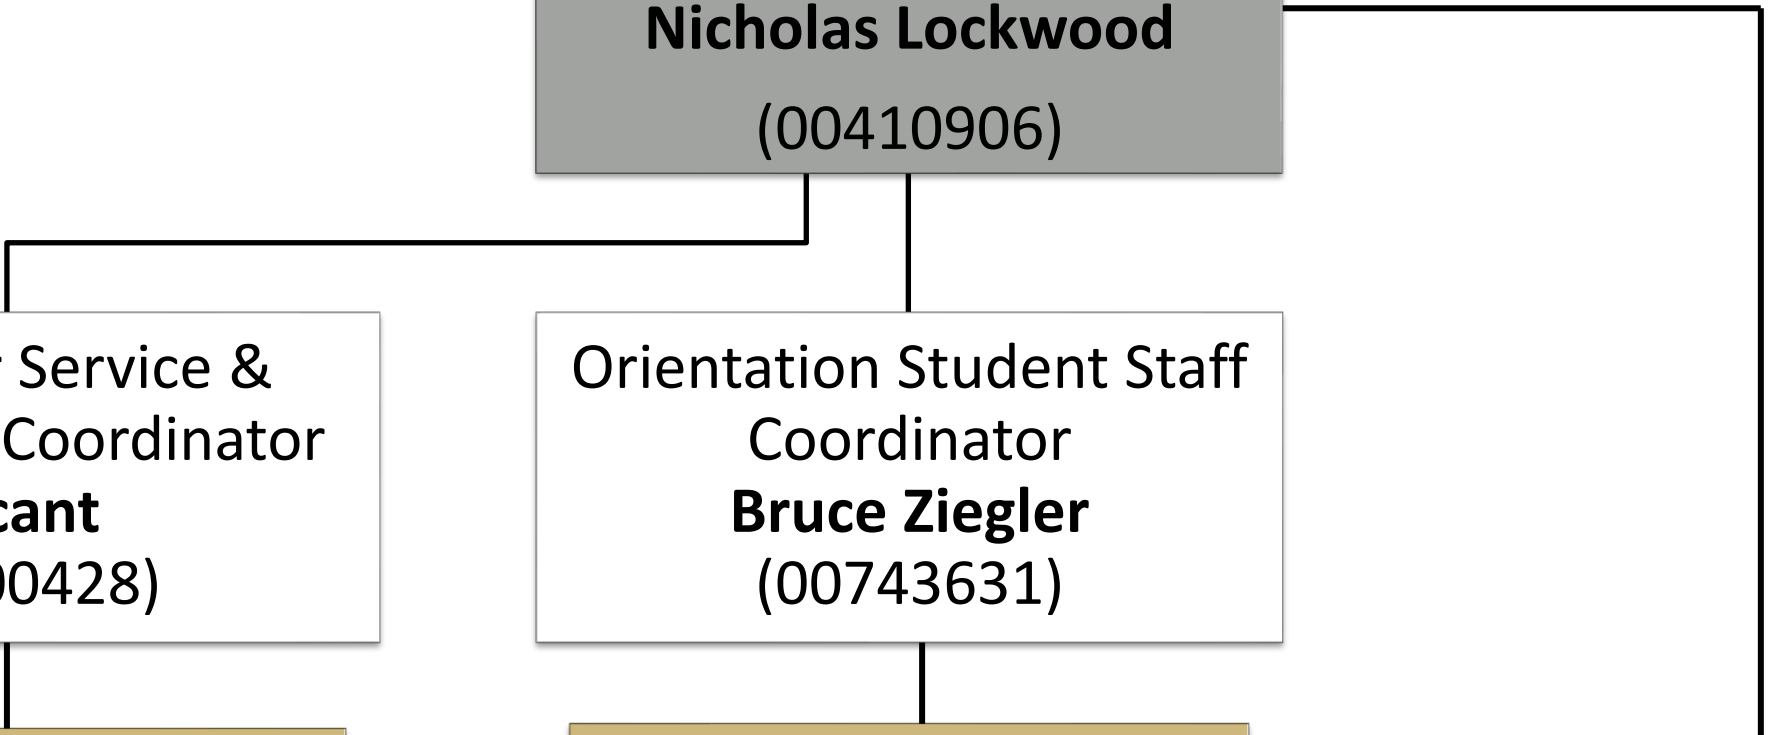 Nicholas Lockwood
(00410906)
Service &
Coordinator
Orientation Student Staff
Coordinator
Bruce Ziegler
(00743631)